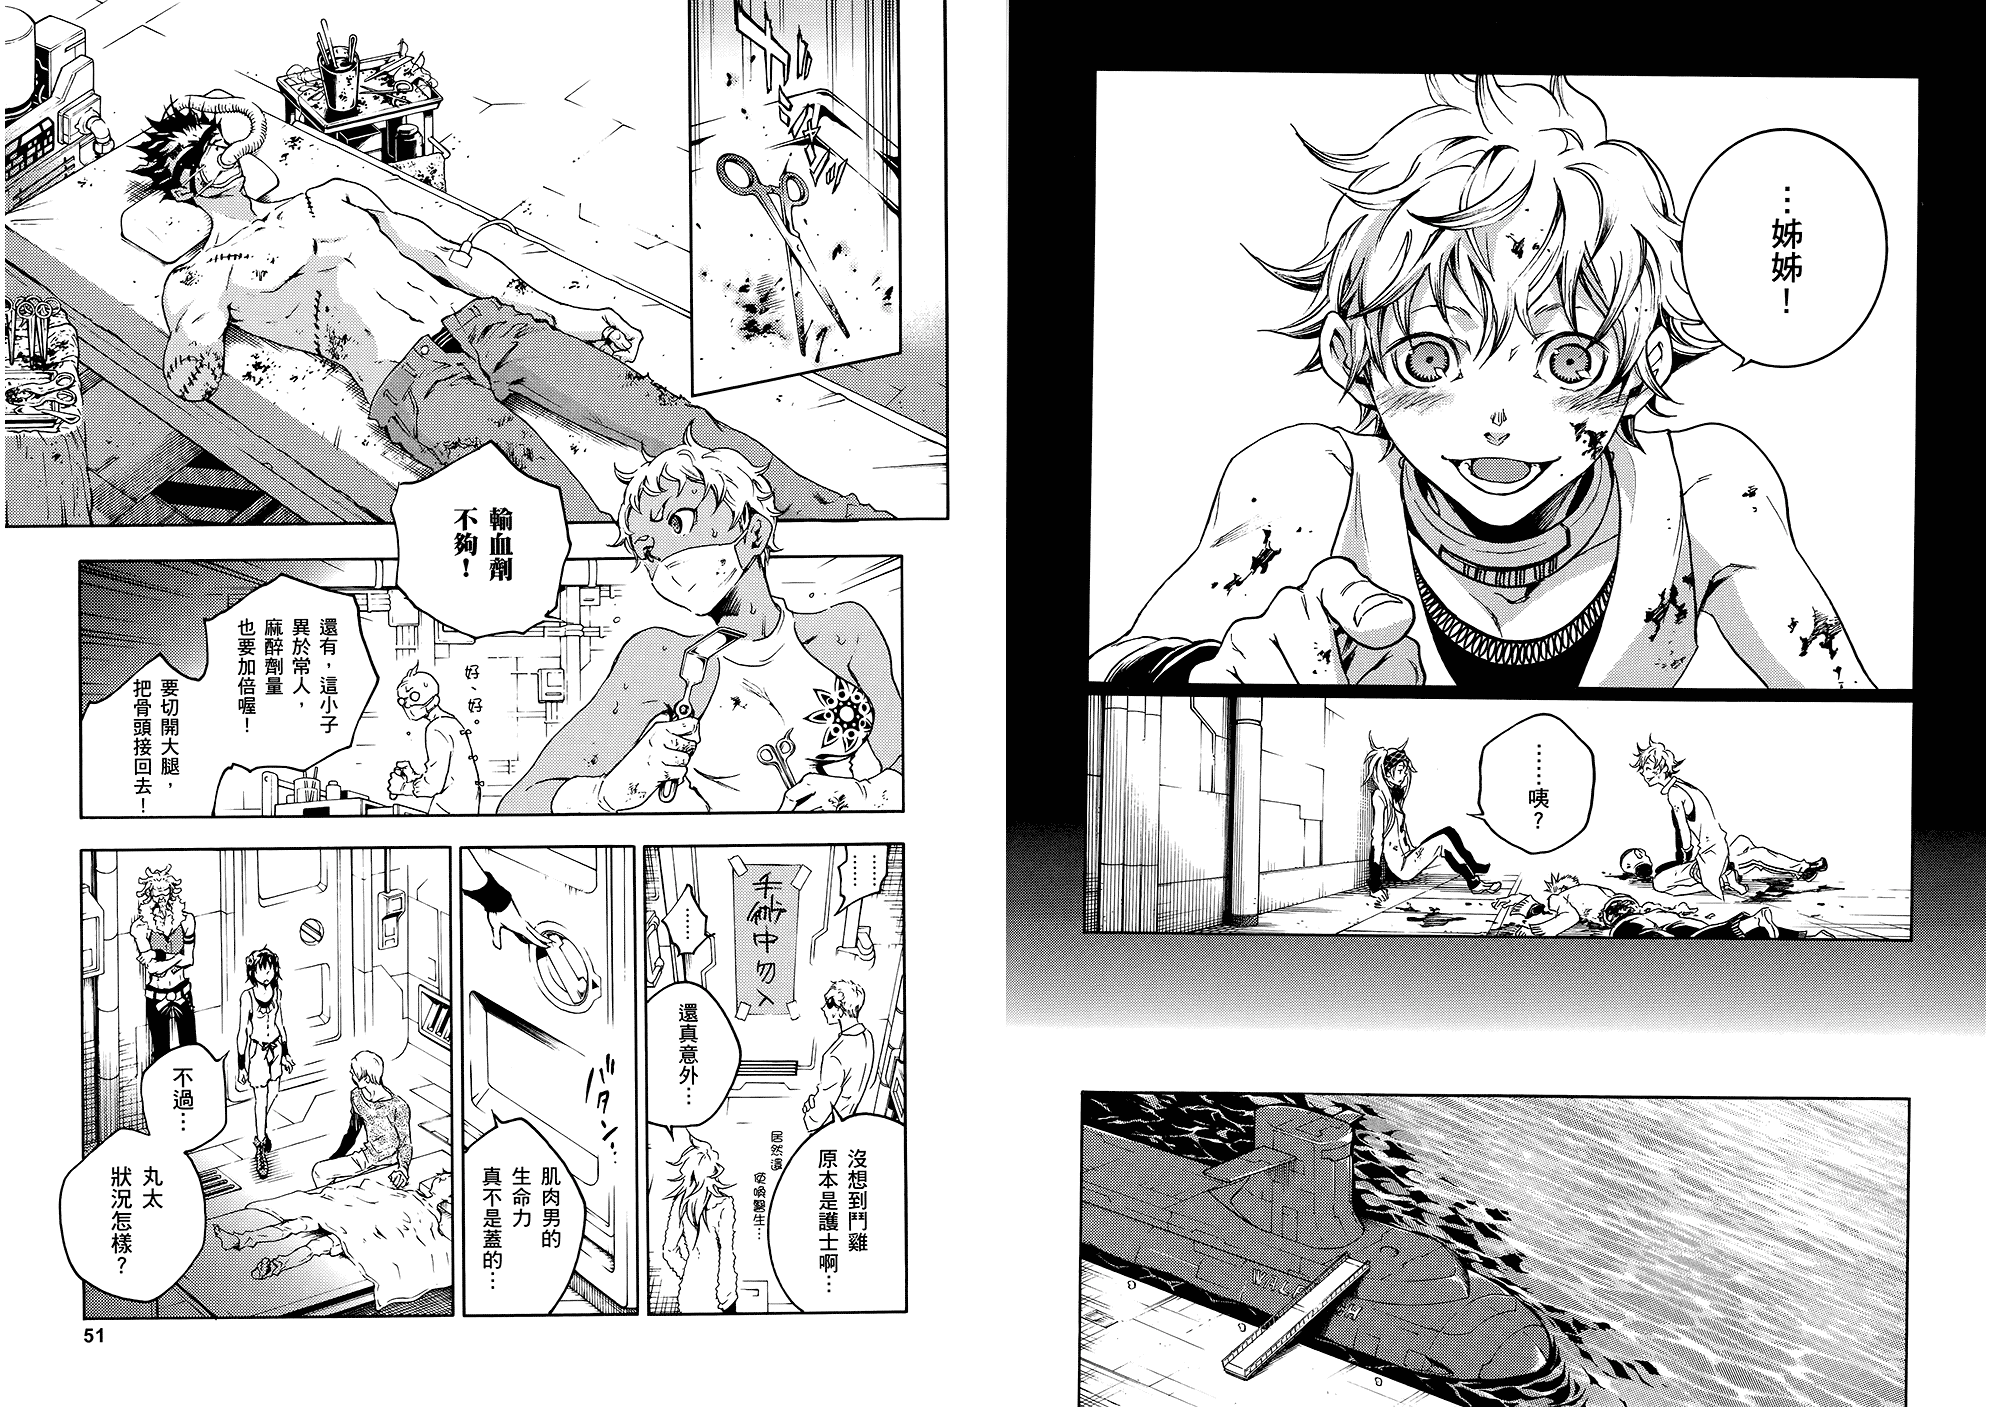 …姊姊！
……咦？
輸血劑
不夠！
還有，這小子
異於常人，
麻醉劑量
也要加倍喔！
要切開大腿，
把骨頭接回去！
好、好。
………
………
手術中勿入
沒想到鬥雞
原本是護士啊…
居然還
使喚醫生…
還真意外…
バタン…
肌肉男的
生命力
真不是蓋的…
不過…
丸太
狀況怎樣？
51